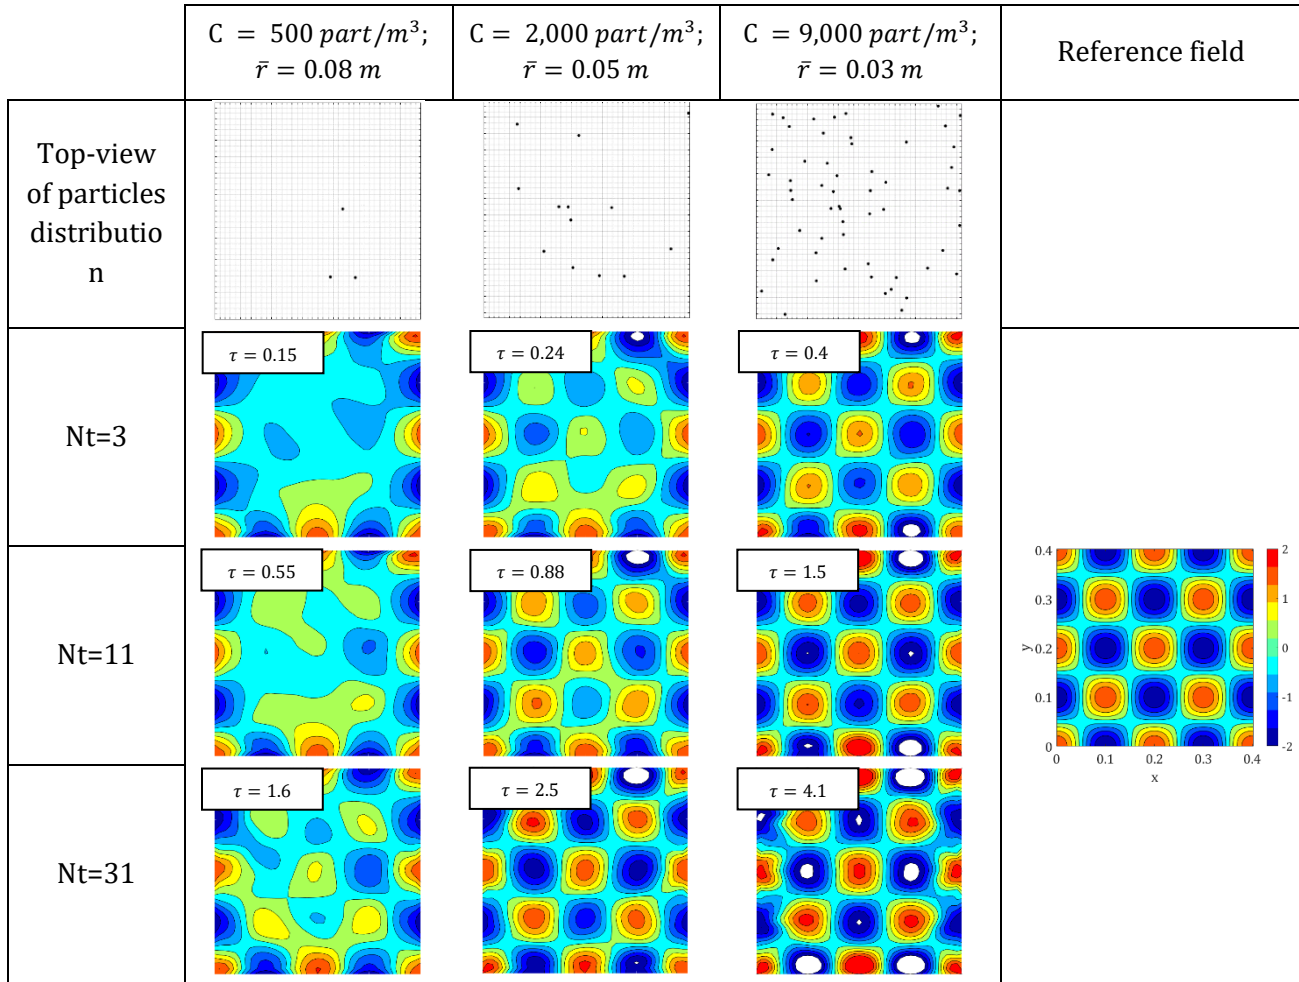 C = 500 part/m³;
r̄ = 0.08 m
C = 2,000 part/m³;
r̄ = 0.05 m
C = 9,000 part/m³;
r̄ = 0.03 m
Reference field
Top-view
of particles
distributio
n
Nt=3
τ = 0.15
τ = 0.24
τ = 0.4
Nt=11
τ = 0.55
τ = 0.88
τ = 1.5
Nt=31
τ = 1.6
τ = 2.5
τ = 4.1
0.4
0.3
0.2
0.1
0
y
0 0.1 0.2 0.3 0.4
x
2
1
0
-1
-2